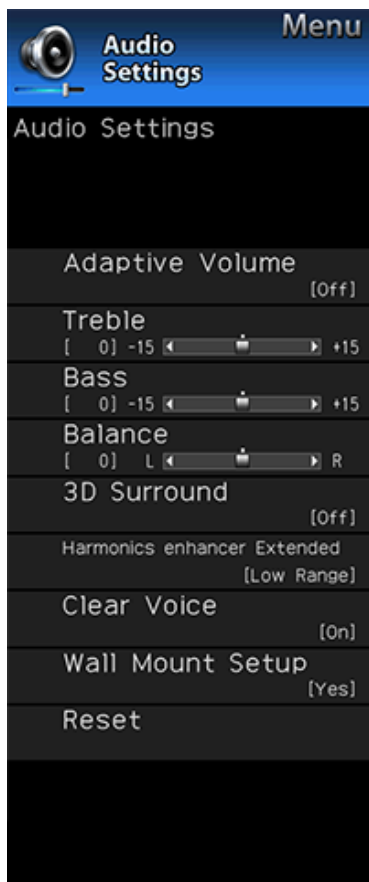 Menu
Audio
Settings
Audio Settings
Adaptive Volume
[Off]
Treble
[ 0] -15 +15
Bass
[ 0] -15 +15
Balance
[ 0] L R
3D Surround
[Off]
Harmonics enhancer Extended
[Low Range]
Clear Voice
[On]
Wall Mount Setup
[Yes]
Reset